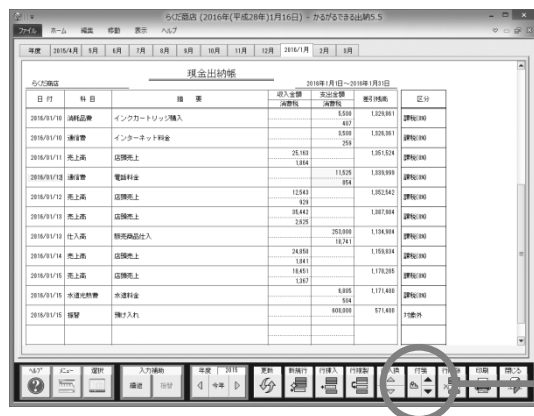 らくだ商店 (2016年(平成28年)1月16日) - かるがるできる出納5.5
ファイル ホーム 編集 移動 表示 ヘルプ
年度 2015/4月 5月 6月 7月 8月 9月 10月 11月 12月 2016/1月 2月 3月
現金出納帳
らくだ商店 2016年1月1日～2016年1月31日
日付 科目 摘要 収入金額 支出金額 差引残高 区分
消費税 消費税
2016/01/10 消耗品費 インクカートリッジ購入 5,500 1,329,861 課税(8%)
407
2016/01/10 通信費 インターネット料金 3,500 1,326,361 課税(8%)
259
2016/01/11 売上高 店頭売上 25,163 1,351,524 課税(8%)
1,864
2016/01/12 通信費 電話料金 11,525 1,339,999 課税(8%)
854
2016/01/12 売上高 店頭売上 12,543 1,352,542 課税(8%)
929
2016/01/13 売上高 店頭売上 35,442 1,387,984 課税(8%)
2,625
2016/01/13 仕入高 販売商品仕入 253,000 1,134,984 課税(8%)
18,741
2016/01/14 売上高 店頭売上 24,850 1,159,834 課税(8%)
1,841
2016/01/15 売上高 店頭売上 18,451 1,178,285 課税(8%)
1,367
2016/01/15 水道光熱費 水道料金 6,805 1,171,480 課税(8%)
504
2016/01/15 振替 預け入れ 600,000 571,480 対象外
ヘルプ メニュー 選択 入力補助 年度 2015 更新 新規行 行挿入 行複製 入換 付箋 印刷 閉じる
今年